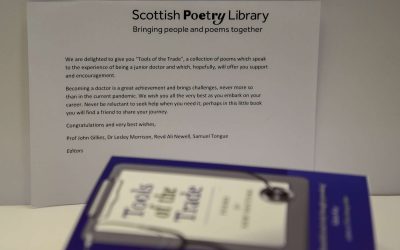 Scottish Poetry Library
Bringing people and poems together
We are delighted to give you "Tools of the Trade", a collection of poems which speak
to the experience of being a junior doctor and which, hopefully, will offer you support
and encouragement.
Becoming a doctor is a great achievement and brings challenges, never more so
than in the current pandemic. We wish you all the very best as you embark on your
career. Never be reluctant to seek help when you need it; perhaps in this little book
you will find a friend to share your journey.
Congratulations and very best wishes,
Prof John Gillies, Dr Lesley Morrison, Revd Ali Newell, Samuel Tongue
Editors
Tools
of the
Trade